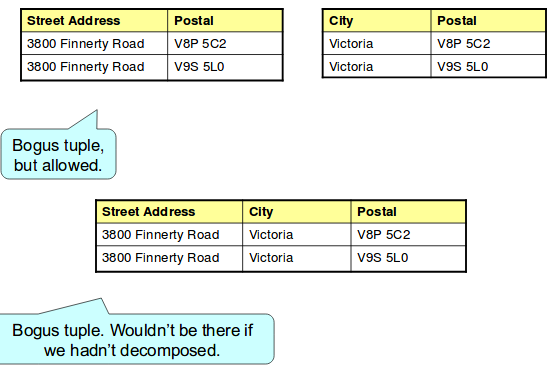 Street Address Postal City Postal
3800 Finnerty Road V8P 5C2 Victoria V8P 5C2
3800 Finnerty Road V9S 5L0 Victoria V9S 5L0
Bogus tuple,
but allowed.
Street Address City Postal
3800 Finnerty Road Victoria V8P 5C2
3800 Finnerty Road Victoria V9S 5L0
Bogus tuple. Wouldn't be there if
we hadn't decomposed.